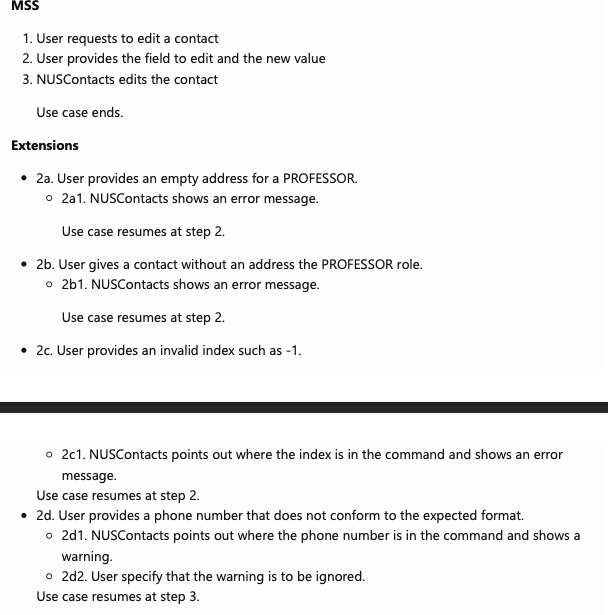 MSS
1. User requests to edit a contact
2. User provides the field to edit and the new value
3. NUSContacts edits the contact
Use case ends.
Extensions
• 2a. User provides an empty address for a PROFESSOR.
○ 2a1. NUSContacts shows an error message.
Use case resumes at step 2.
• 2b. User gives a contact without an address the PROFESSOR role.
○ 2b1. NUSContacts shows an error message.
Use case resumes at step 2.
• 2c. User provides an invalid index such as -1.
○ 2c1. NUSContacts points out where the index is in the command and shows an error
message.
Use case resumes at step 2.
• 2d. User provides a phone number that does not conform to the expected format.
○ 2d1. NUSContacts points out where the phone number is in the command and shows a
warning.
○ 2d2. User specify that the warning is to be ignored.
Use case resumes at step 3.